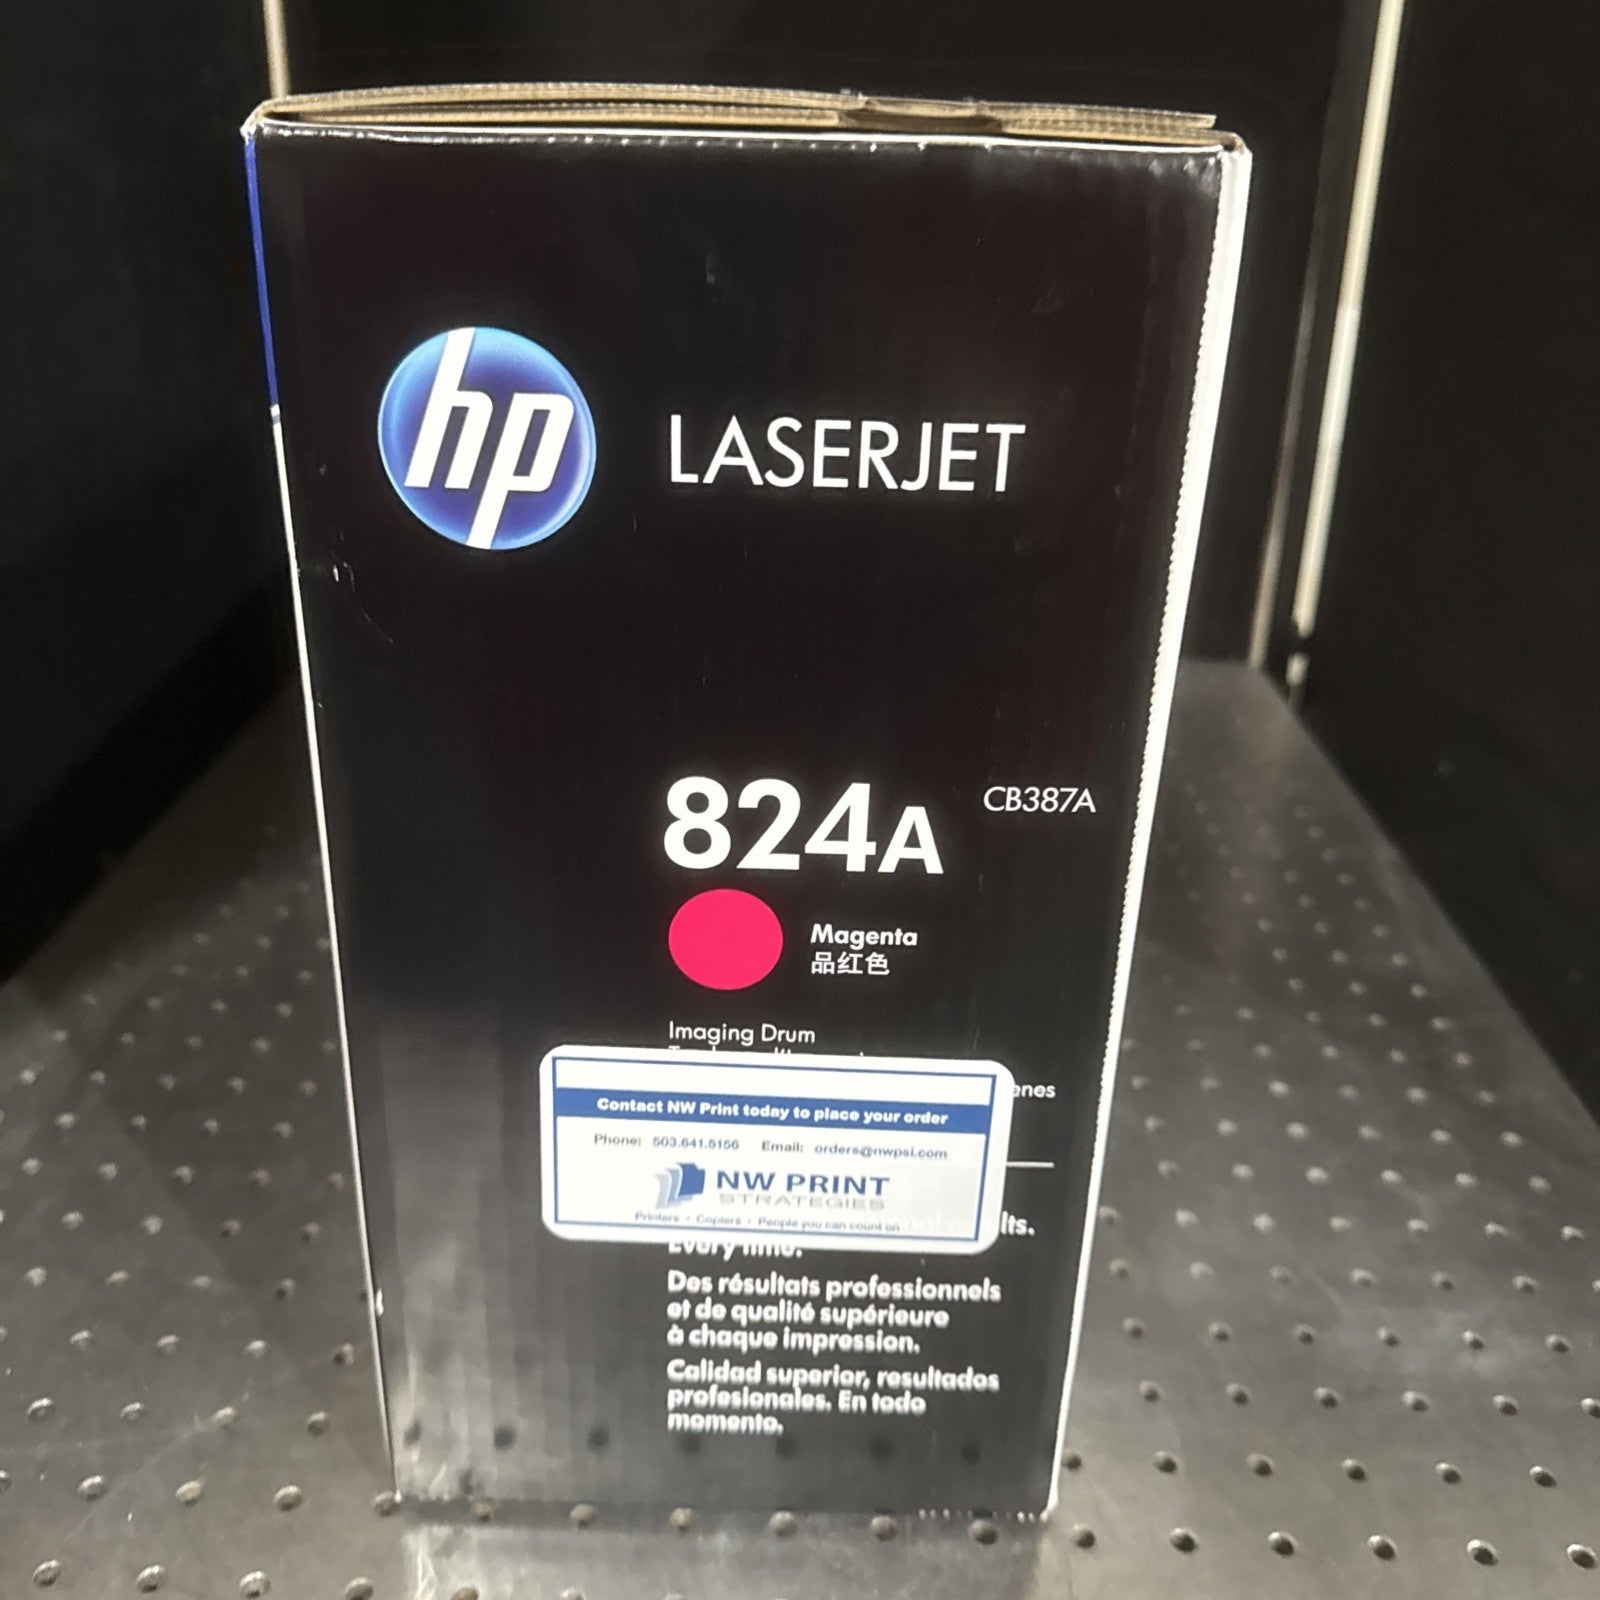 hp
LASERJET
824A
CB387A
Magenta
品红色
Imaging Drum
Contact NW Print today to place your order
Phone: 503.641.5156 Email: orders@nwpsi.com
NW PRINT
STRATEGIES
Printers • Copiers • People you can count on
Every time.
Des résultats professionnels
et de qualité supérieure
à chaque impression.
Calidad superior, resultados
profesionales. En todo
momento.